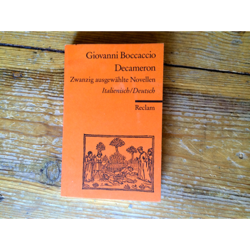 Giovanni Boccaccio
Decameron
Zwanzig ausgewählte Novellen
Italienisch/Deutsch
Reclam